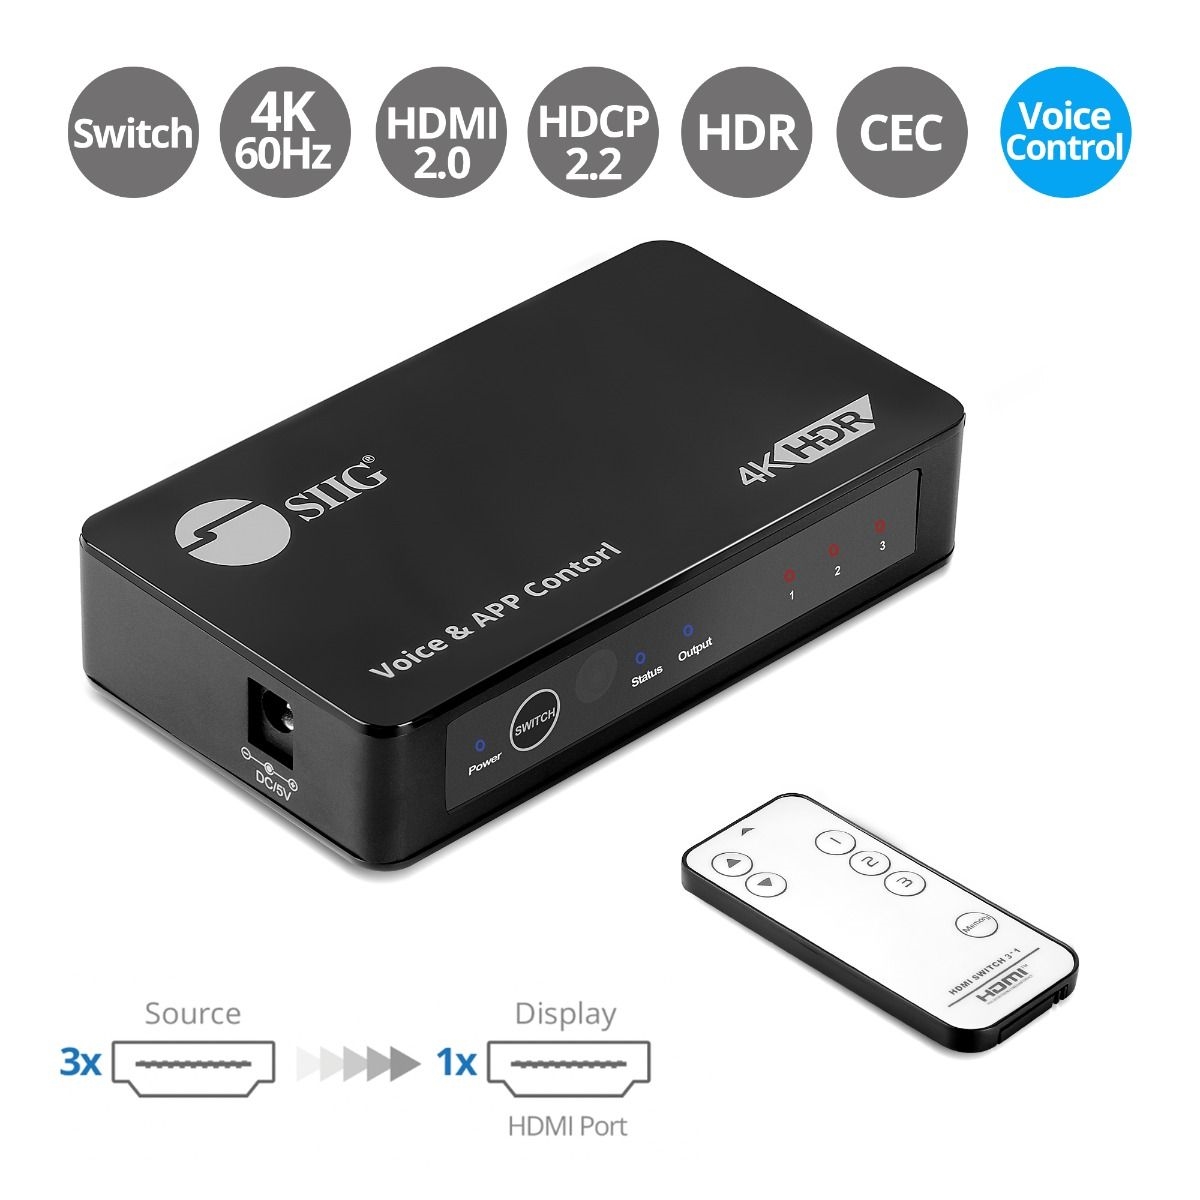 Switch
4K
60Hz
HDMI
2.0
HDCP
2.2
HDR
CEC
Voice
Control
SIIG®
4K HDR
Voice & APP Contorl
1
2
3
Power
SWITCH
Status
Output
DC/5V
1
2
3
Memory
HDMI SWITCH 3-1
HDMI™
Source
Display
3x
1x
HDMI Port